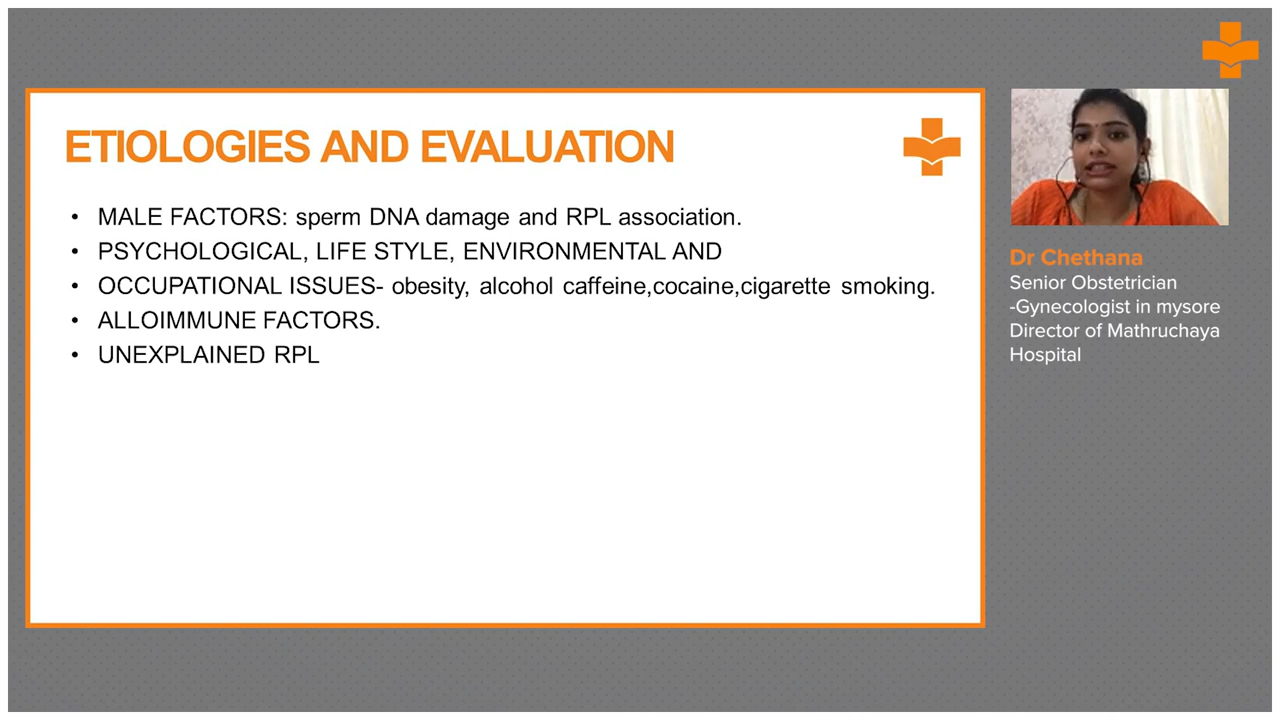 ETIOLOGIES AND EVALUATION
• MALE FACTORS: sperm DNA damage and RPL association.
• PSYCHOLOGICAL, LIFE STYLE, ENVIRONMENTAL AND
• OCCUPATIONAL ISSUES- obesity, alcohol caffeine,cocaine,cigarette smoking.
• ALLOIMMUNE FACTORS.
• UNEXPLAINED RPL
Dr Chethana
Senior Obstetrician
-Gynecologist in mysore
Director of Mathruchaya
Hospital